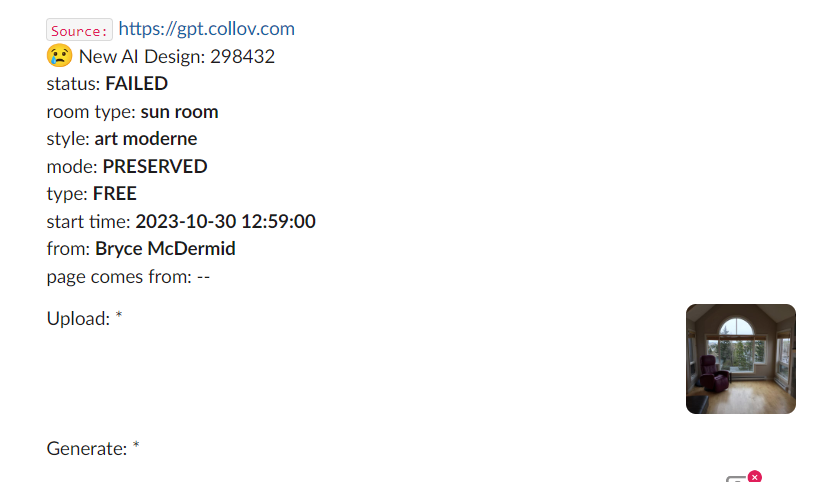 Source: https://gpt.collov.com
😢 New AI Design: 298432
status: FAILED
room type: sun room
style: art moderne
mode: PRESERVED
type: FREE
start time: 2023-10-30 12:59:00
from: Bryce McDermid
page comes from: --
Upload: *
Generate: *